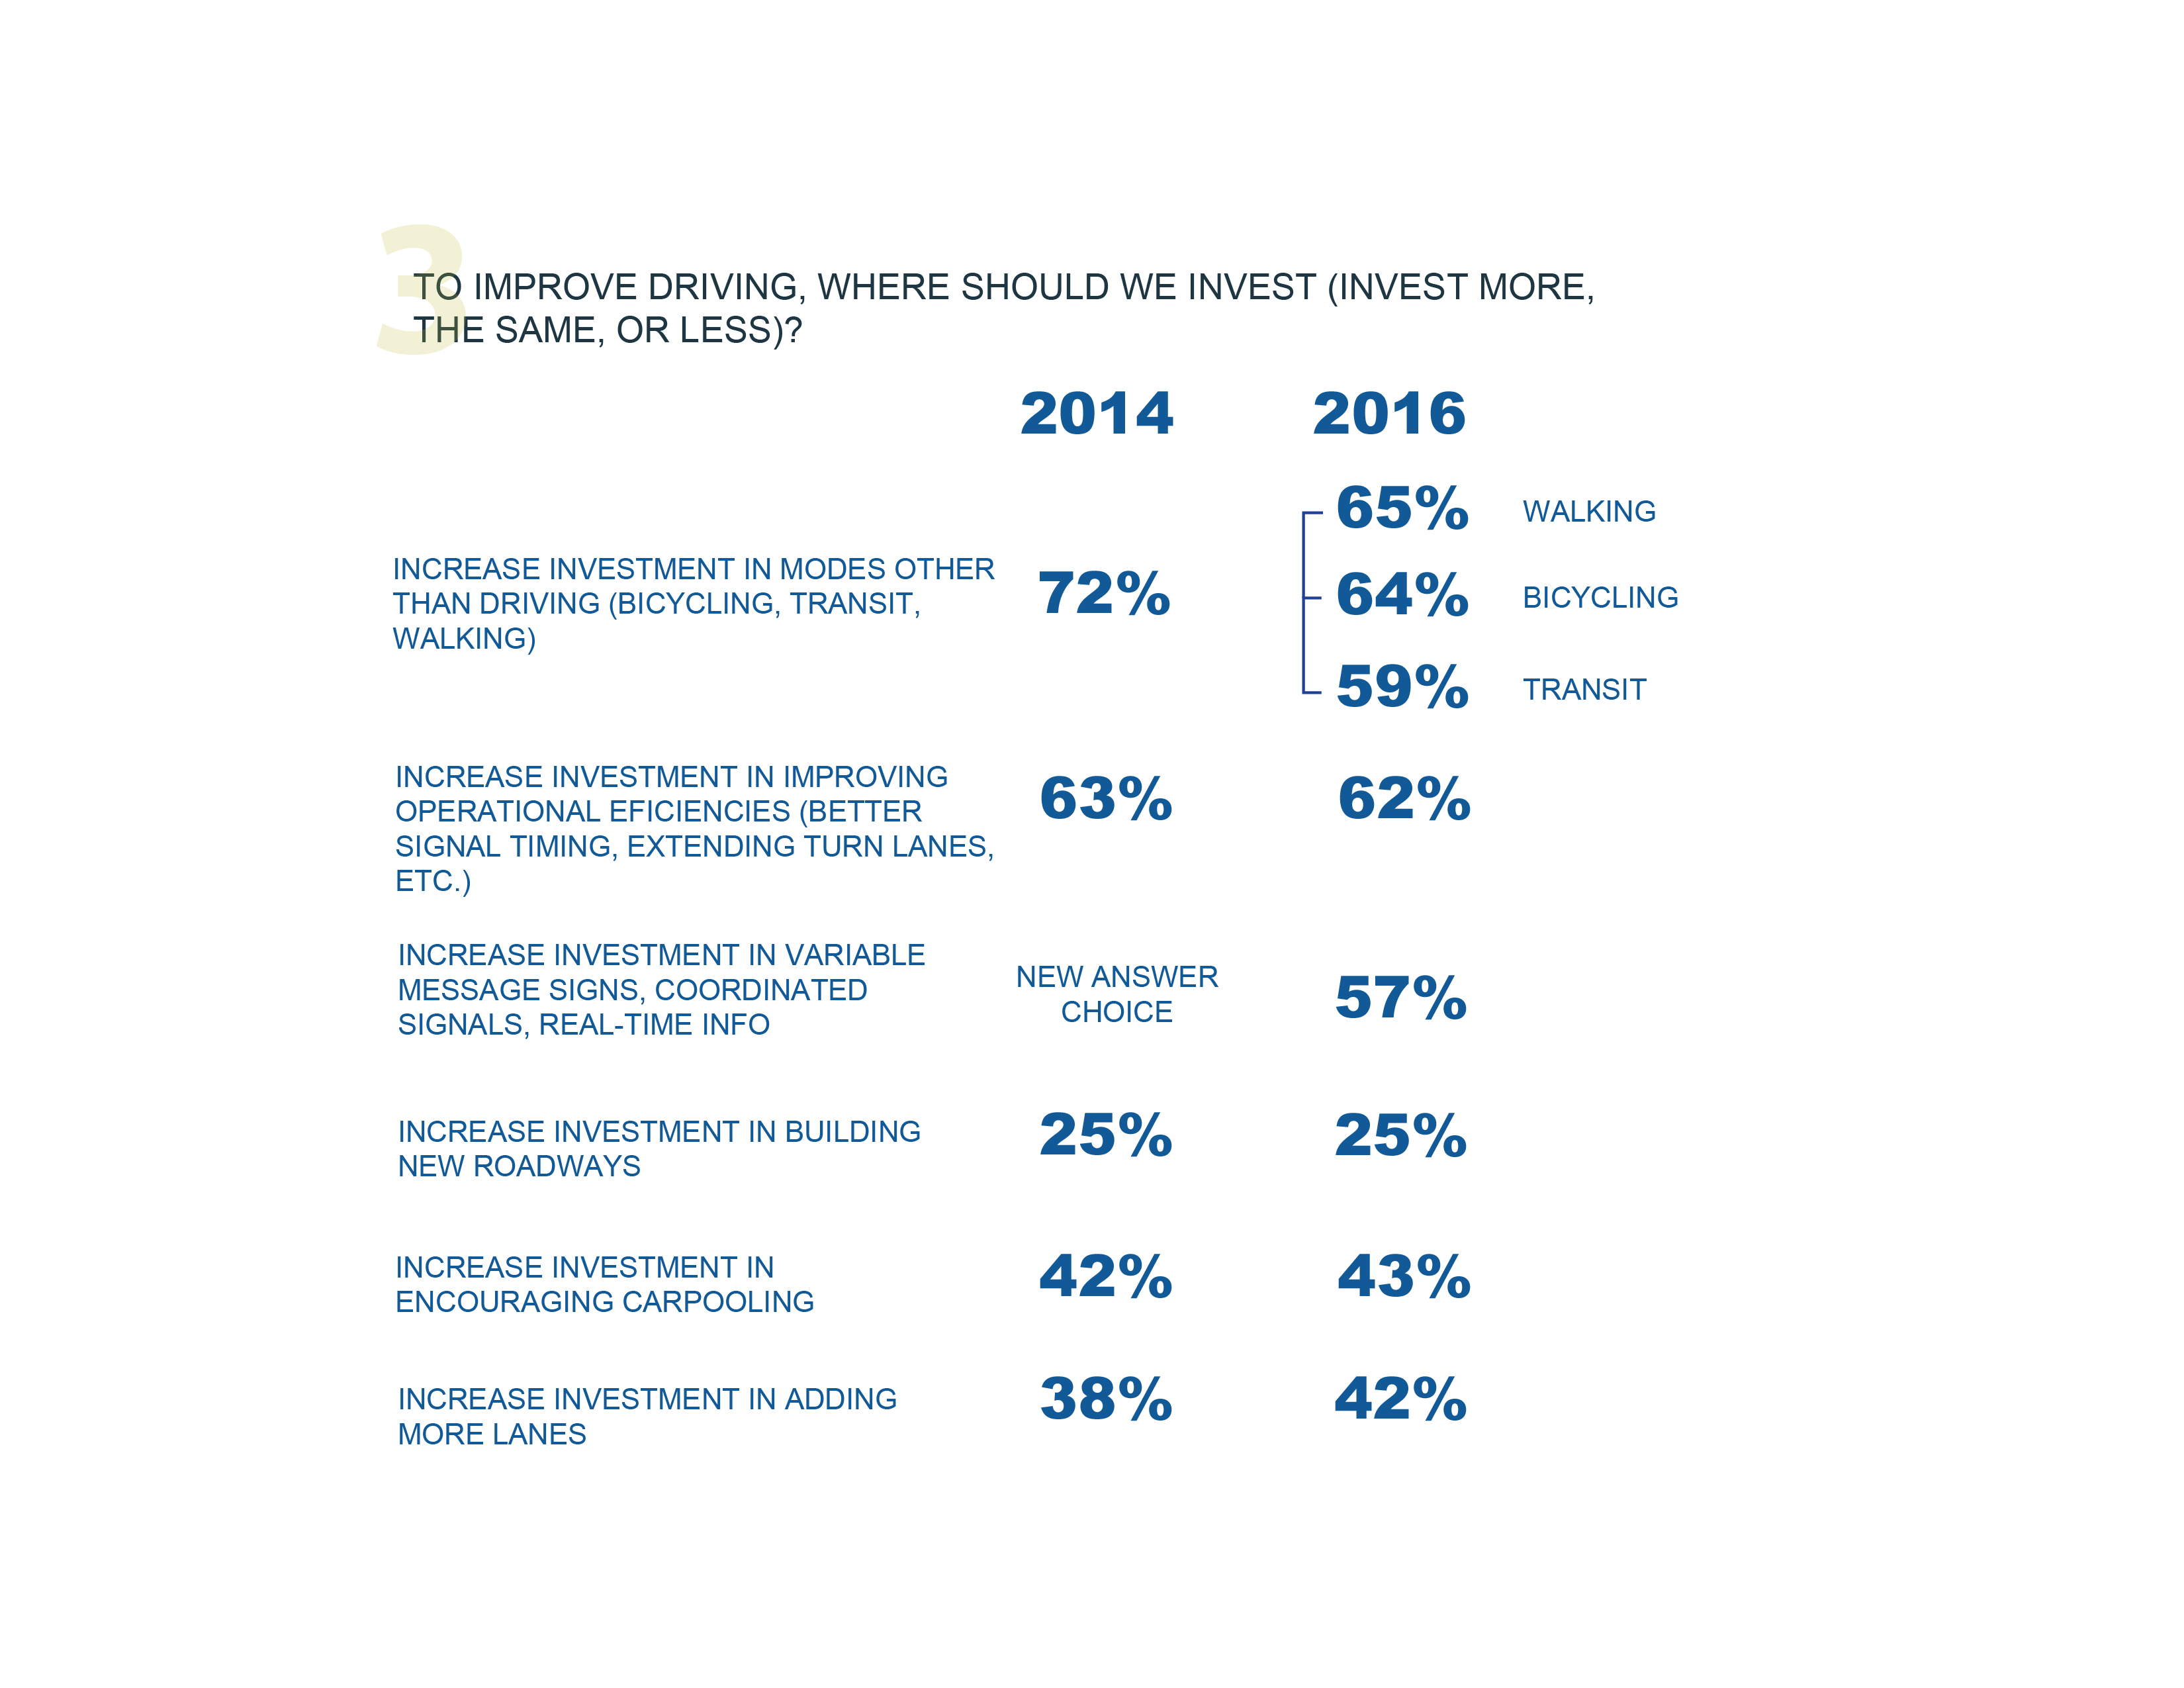 3
TO IMPROVE DRIVING, WHERE SHOULD WE INVEST (INVEST MORE,
THE SAME, OR LESS)?
2014 2016
INCREASE INVESTMENT IN MODES OTHER
THAN DRIVING (BICYCLING, TRANSIT,
WALKING)
72%
65% WALKING
64% BICYCLING
59% TRANSIT
INCREASE INVESTMENT IN IMPROVING
OPERATIONAL EFICIENCIES (BETTER
SIGNAL TIMING, EXTENDING TURN LANES,
ETC.)
63% 62%
INCREASE INVESTMENT IN VARIABLE
MESSAGE SIGNS, COORDINATED
SIGNALS, REAL-TIME INFO
NEW ANSWER
CHOICE
57%
INCREASE INVESTMENT IN BUILDING
NEW ROADWAYS
25% 25%
INCREASE INVESTMENT IN
ENCOURAGING CARPOOLING
42% 43%
INCREASE INVESTMENT IN ADDING
MORE LANES
38% 42%